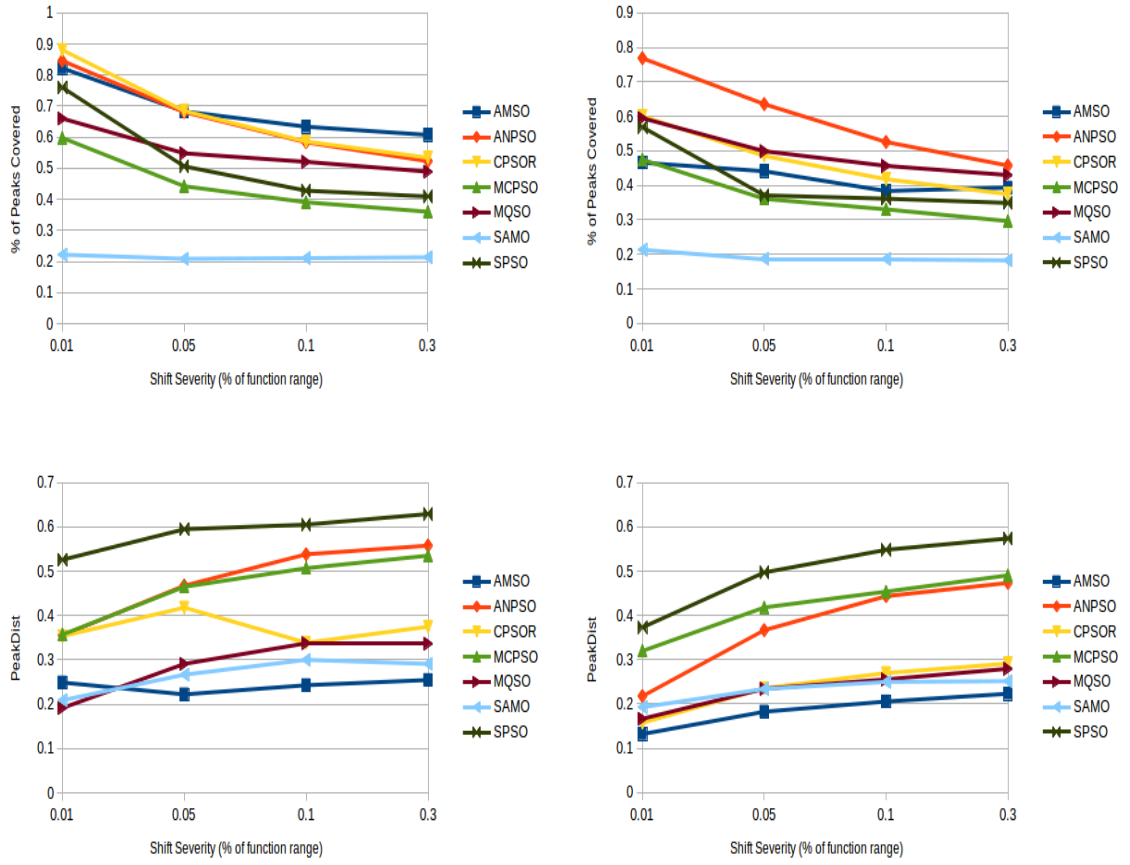 1
0.9
0.8
0.7
0.6
0.5
0.4
0.3
0.2
0.1
0
% of Peaks Covered
0.01 0.05 0.1 0.3
Shift Severity (% of function range)
AMSO
ANPSO
CPSOR
MCPSO
MQSO
SAMO
SPSO
0.9
0.8
0.7
0.6
0.5
0.4
0.3
0.2
0.1
0
% of Peaks Covered
0.01 0.05 0.1 0.3
Shift Severity (% of function range)
AMSO
ANPSO
CPSOR
MCPSO
MQSO
SAMO
SPSO
0.7
0.6
0.5
0.4
0.3
0.2
0.1
0
PeakDist
0.01 0.05 0.1 0.3
Shift Severity (% of function range)
AMSO
ANPSO
CPSOR
MCPSO
MQSO
SAMO
SPSO
0.7
0.6
0.5
0.4
0.3
0.2
0.1
0
PeakDist
0.01 0.05 0.1 0.3
Shift Severity (% of function range)
AMSO
ANPSO
CPSOR
MCPSO
MQSO
SAMO
SPSO